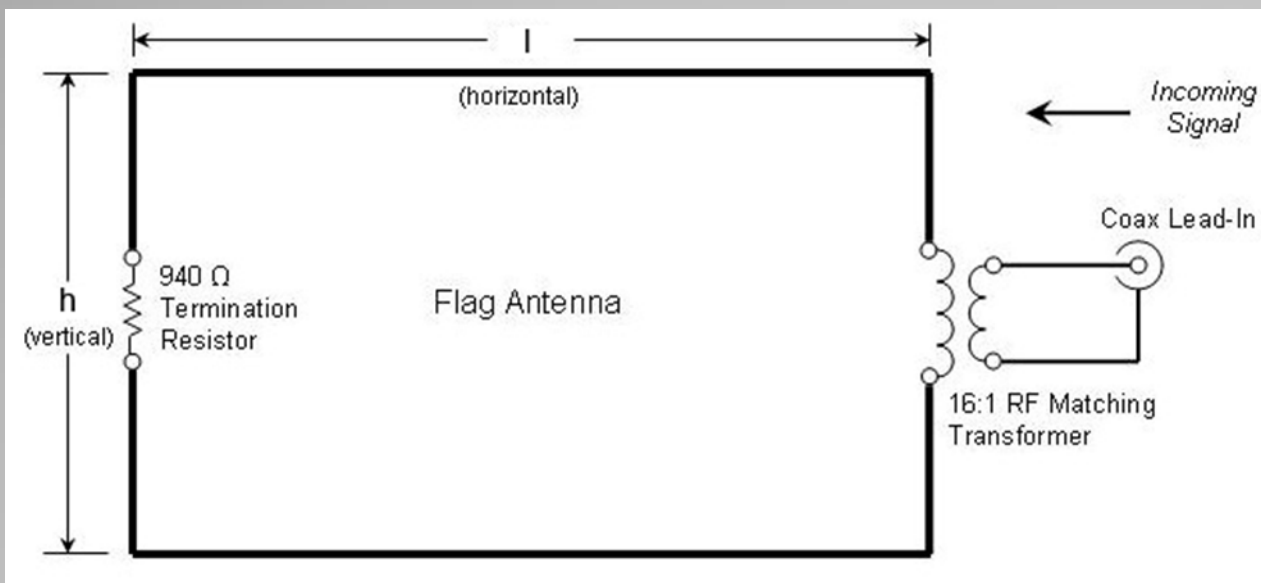 l
(horizontal)
Incoming
Signal
Coax Lead-In
h
(vertical)
940 Ω
Termination
Resistor
Flag Antenna
16:1 RF Matching
Transformer